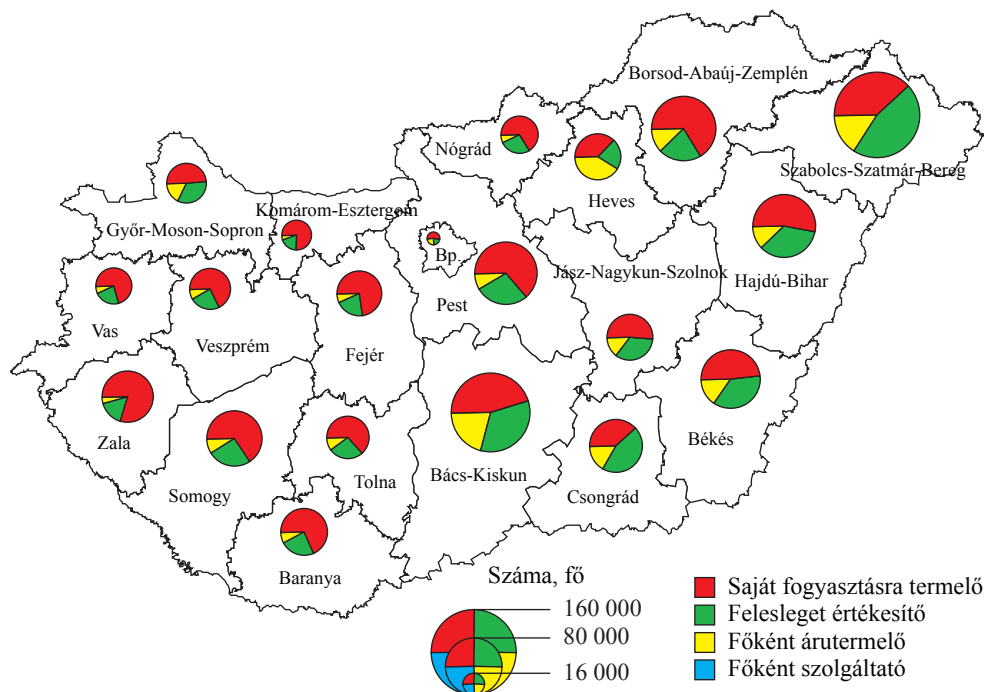 Borsod-Abaúj-Zemplén
Nógrád
Szabolcs-Szatmár-Bereg
Heves
Komárom-Esztergom
Győr-Moson-Sopron
Bp.
Jász-Nagykun-Szolnok
Hajdú-Bihar
Pest
Vas
Veszprém
Fejér
Zala
Békés
Somogy
Tolna
Bács-Kiskun
Csongrád
Baranya
Száma, fő
160 000
80 000
16 000
Saját fogyasztásra termelő
Felesleget értékesítő
Főként árutermelő
Főként szolgáltató